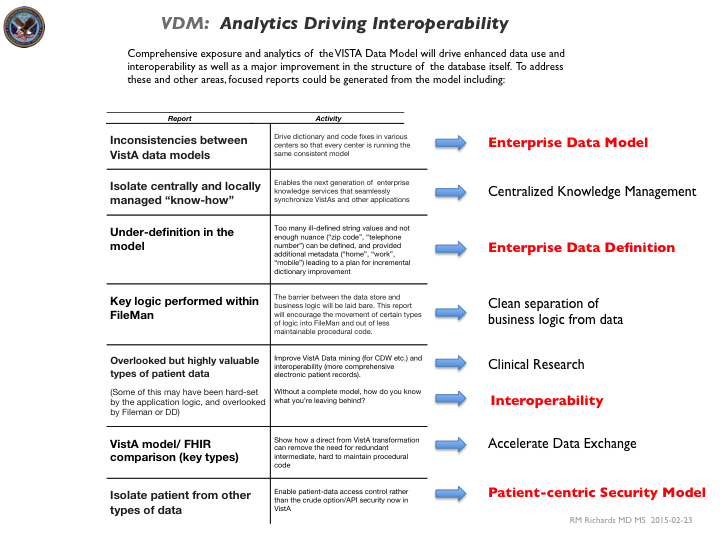 VDM: Analytics Driving Interoperability
Comprehensive exposure and analytics of the VISTA Data Model will drive enhanced data use and
interoperability as well as a major improvement in the structure of the database itself. To address
these and other areas, focused reports could be generated from the model including:
Report Activity
Inconsistencies between
VistA data models
Drive dictionary and code fixes in various
centers so that every center is running the
same consistent model
Enterprise Data Model
Isolate centrally and locally
managed “know-how”
Enables the next generation of enterprise
knowledge services that seamlessly
synchronize VistAs and other applications
Centralized Knowledge Management
Under-definition in the
model
Too many ill-defined string values and not
enough nuance (“zip code”, “telephone
number”) can be defined, and provided
additional metadata (“home”, “work”,
“mobile”) leading to a plan for incremental
dictionary improvement
Enterprise Data Definition
Key logic performed within
FileMan
The barrier between the data store and
business logic will be laid bare. This report
will encourage the movement of certain types
of logic into FileMan and out of less
maintainable procedural code.
Clean separation of
business logic from data
Overlooked but highly valuable
types of patient data
(Some of this may have been hard-set
by the application logic, and overlooked
by Fileman or DD)
Improve VistA Data mining (for CDW etc.) and
interoperability (more comprehensive
electronic patient records).
Without a complete model, how do you know
what you’re leaving behind?
Clinical Research
Interoperability
VistA model/ FHIR
comparison (key types)
Show how a direct from VistA transformation
can remove the need for redundant
intermediate, hard to maintain procedural
code
Accelerate Data Exchange
Isolate patient from other
types of data
Enable patient-data access control rather
than the crude option/API security now in
VistA
Patient-centric Security Model
RM Richards MD MS 2015-02-23